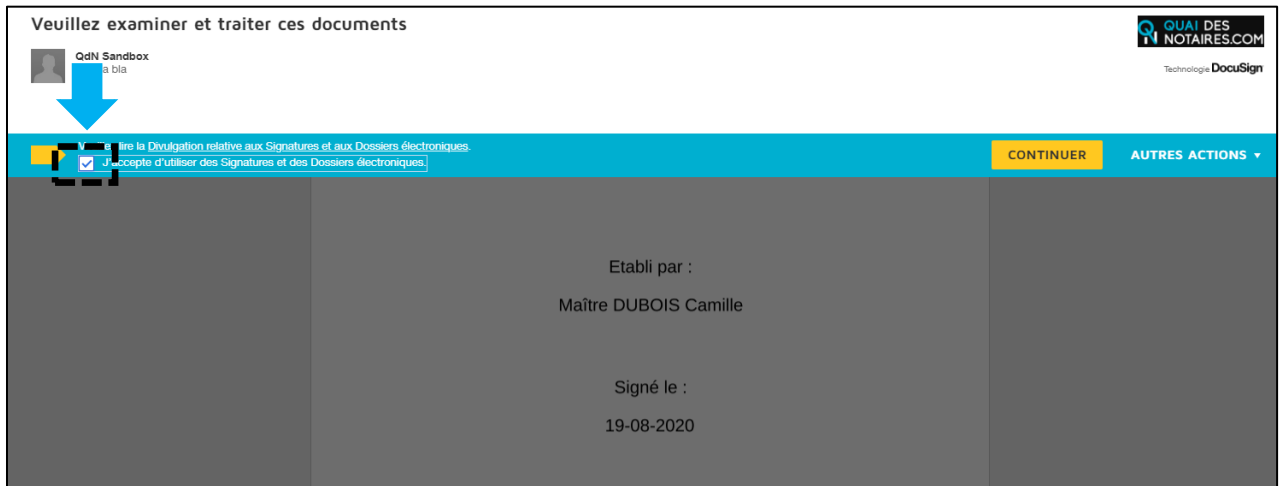 Veuillez examiner et traiter ces documents
QUAI DES
NOTAIRES.COM
QdN Sandbox
a bla
Technologie DocuSign
lire la Divulgation relative aux Signatures et aux Dossiers électroniques.
J'accepte d'utiliser des Signatures et des Dossiers électroniques.
CONTINUER
AUTRES ACTIONS
Etabli par :
Maître DUBOIS Camille
Signé le :
19-08-2020